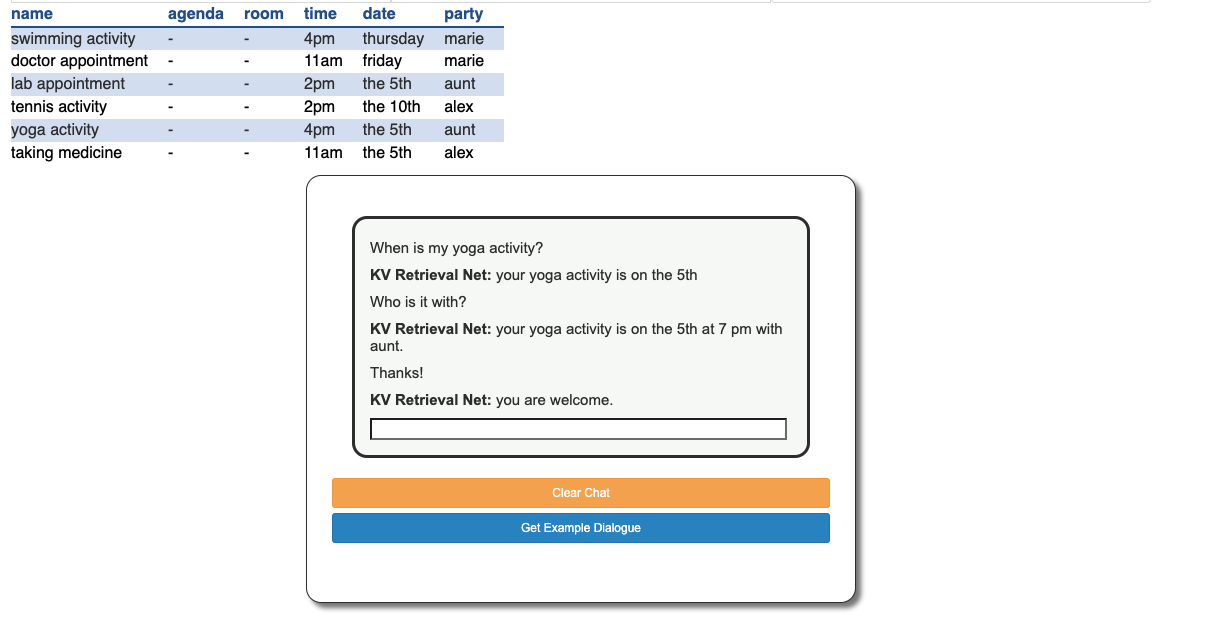 name agenda room time date party
swimming activity - - 4pm thursday marie
doctor appointment - - 11am friday marie
lab appointment - - 2pm the 5th aunt
tennis activity - - 2pm the 10th alex
yoga activity - - 4pm the 5th aunt
taking medicine - - 11am the 5th alex
When is my yoga activity?
KV Retrieval Net: your yoga activity is on the 5th
Who is it with?
KV Retrieval Net: your yoga activity is on the 5th at 7 pm with
aunt.
Thanks!
KV Retrieval Net: you are welcome.
Clear Chat
Get Example Dialogue